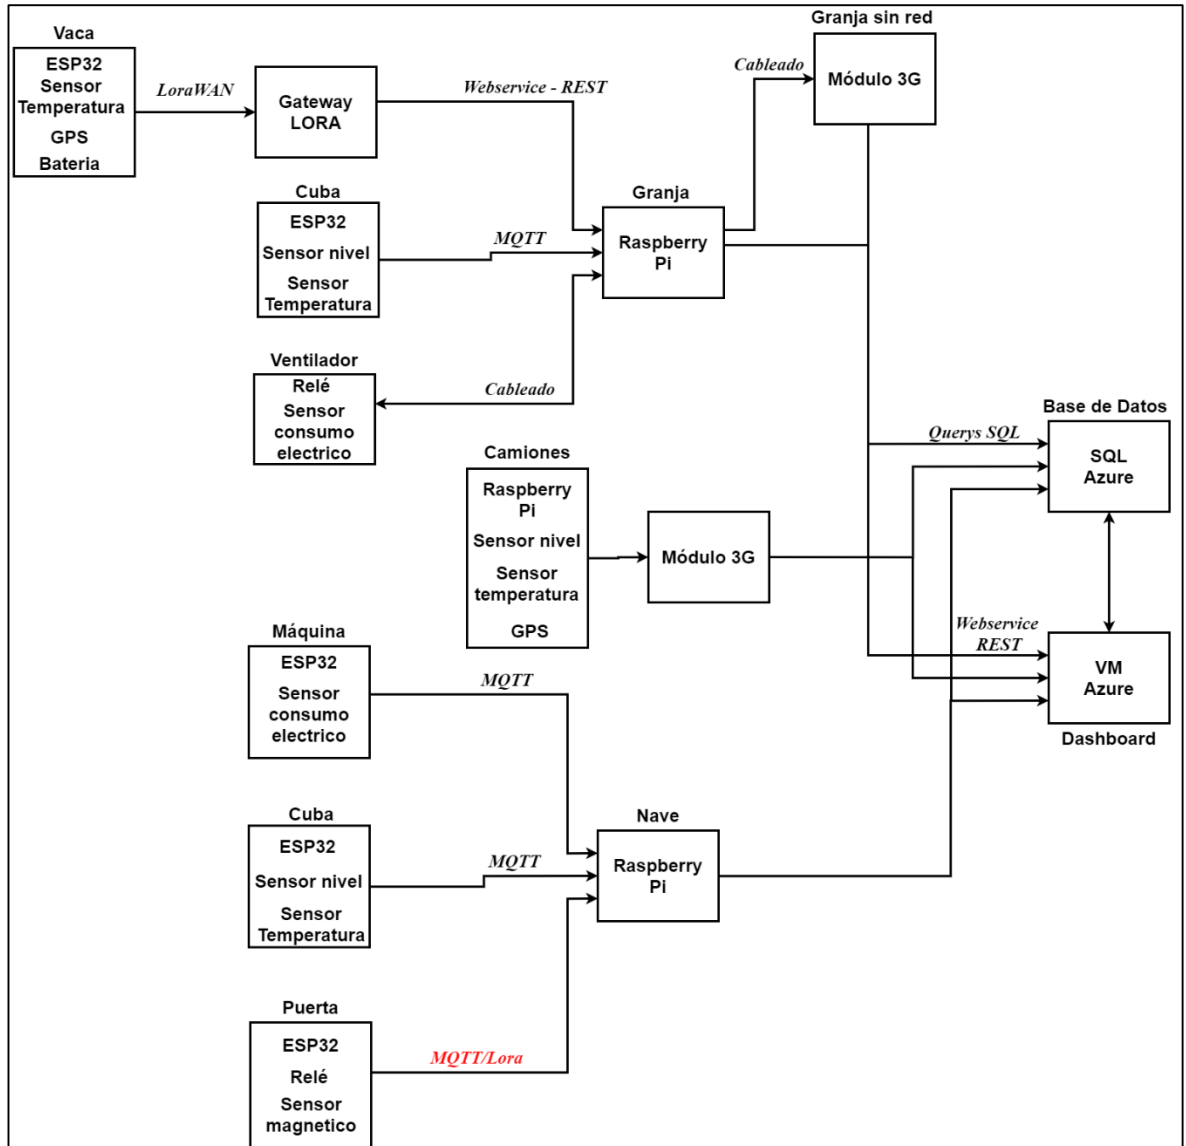 Vaca
ESP32
Sensor
Temperatura
GPS
Bateria
LoraWAN
Gateway
LORA
Webservice - REST
Granja sin red
Módulo 3G
Cableado
Cuba
ESP32
Sensor nivel
Sensor
Temperatura
MQTT
Granja
Raspberry
Pi
Ventilador
Relé
Sensor
consumo
electrico
Cableado
Camiones
Raspberry
Pi
Sensor nivel
Sensor
temperatura
GPS
Módulo 3G
Base de Datos
Querys SQL
SQL
Azure
Webservice
REST
VM
Azure
Dashboard
Máquina
ESP32
Sensor
consumo
electrico
MQTT
Cuba
ESP32
Sensor nivel
Sensor
Temperatura
MQTT
Nave
Raspberry
Pi
Puerta
ESP32
Relé
Sensor
magnetico
MQTT/Lora